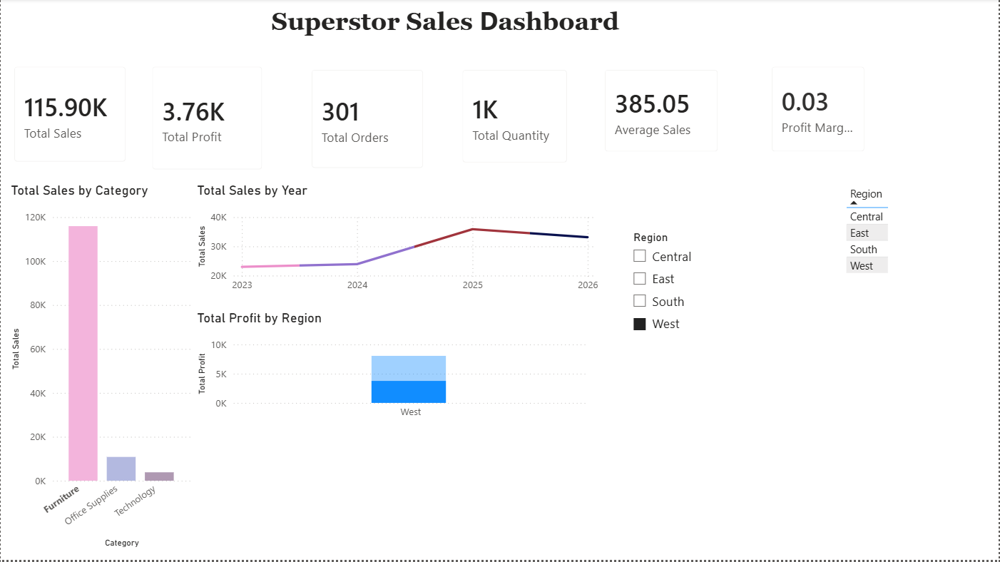 Superstor Sales Dashboard
115.90K
Total Sales
3.76K
Total Profit
301
Total Orders
1K
Total Quantity
385.05
Average Sales
0.03
Profit Marg...
Total Sales by Category
Total Sales
120K
100K
80K
60K
40K
20K
0K
Furniture
Office Supplies
Technology
Category
Total Sales by Year
Total Sales
40K
30K
20K
2023
2024
2025
2026
Total Profit by Region
Total Profit
10K
5K
0K
West
Region
Central
East
South
West
Region
Central
East
South
West